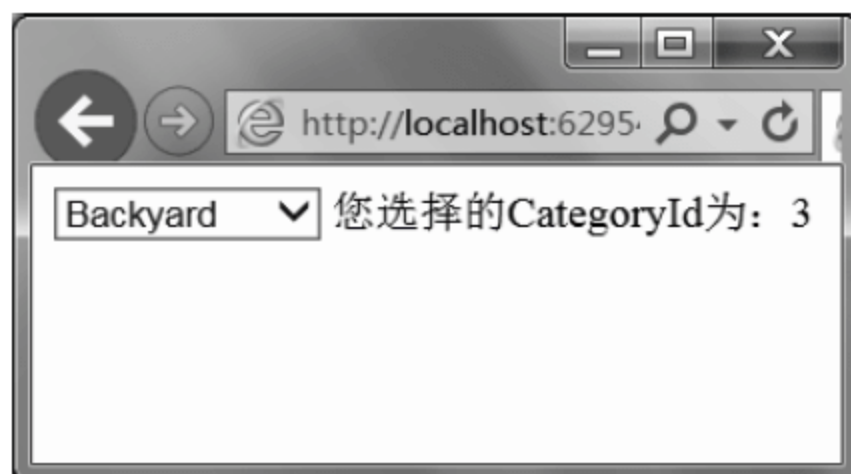 http://localhost:6295
Backyard 您选择的CategoryId为：3